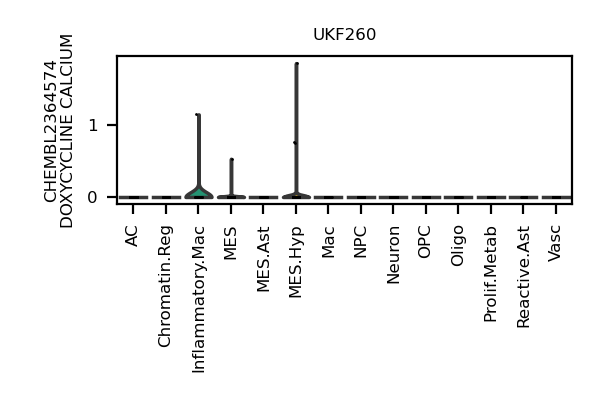 UKF260
CHEMBL2364574
DOXYCYCLINE CALCIUM
1
0
AC
Chromatin.Reg
Inflammatory.Mac
MES
MES.Ast
MES.Hyp
Mac
NPC
Neuron
OPC
Oligo
Prolif.Metab
Reactive.Ast
Vasc